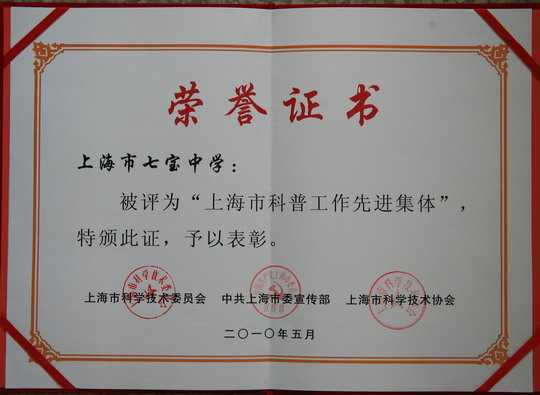 荣誉证书
上海市七宝中学：
被评为“上海市科普工作先进集体”，
特颁此证，予以表彰。
上海市科学技术委员会 中共上海市委宣传部 上海市科学技术协会
二〇一〇年五月